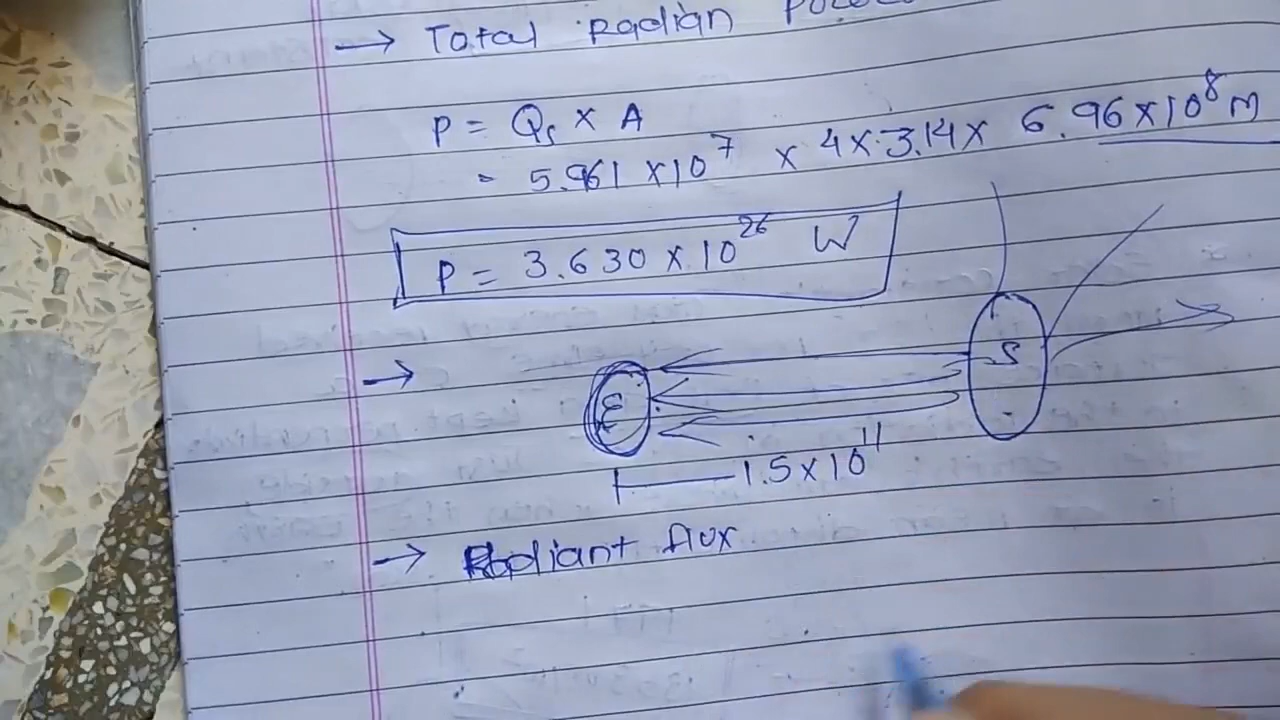 → Total Radian
P = Qs × A
= 5.961 × 10⁷ × 4 × 3.14 × 6.96 × 10⁸ m
P = 3.630 × 10²⁶ W
→ E S
1.5 × 10¹¹
→ Radiant flux